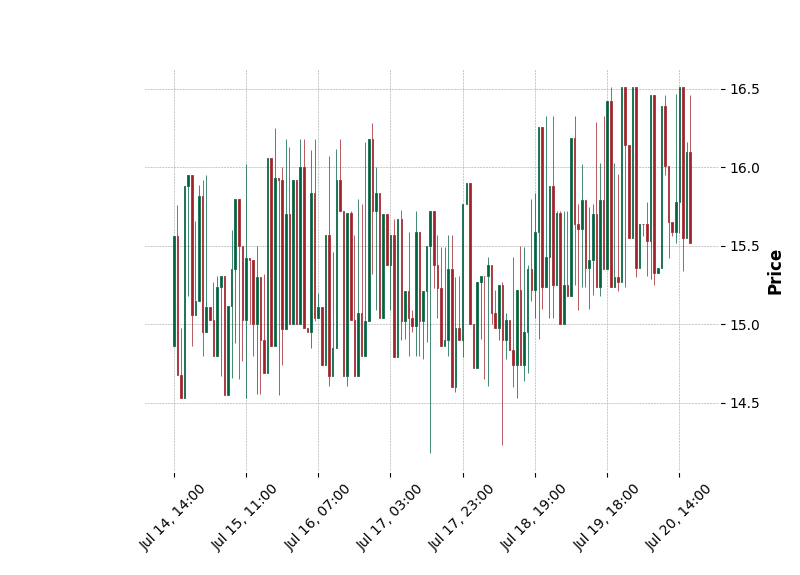 16.5
16.0
15.5
15.0
14.5
Price
Jul 14, 14:00
Jul 15, 11:00
Jul 16, 07:00
Jul 17, 03:00
Jul 17, 23:00
Jul 18, 19:00
Jul 19, 18:00
Jul 20, 14:00